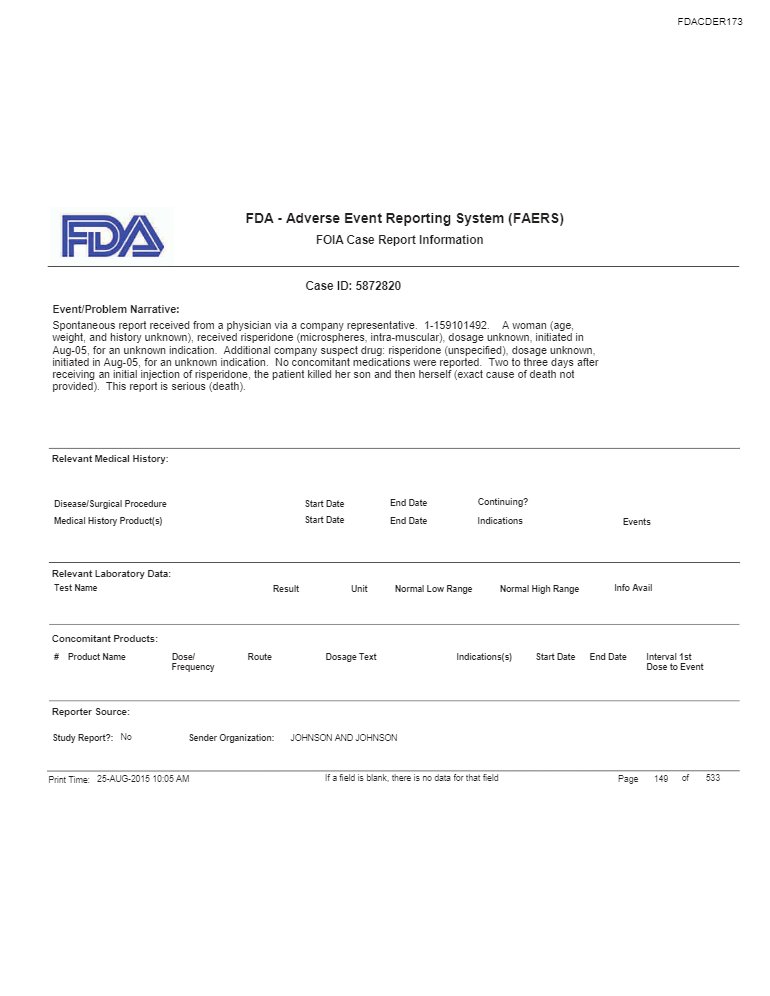 FDACDER173
FDA
FDA - Adverse Event Reporting System (FAERS)
FOIA Case Report Information
Case ID: 5872820
Event/Problem Narrative:
Spontaneous report received from a physician via a company representative. 1-159101492. A woman (age,
weight, and history unknown), received risperidone (microspheres, intra-muscular), dosage unknown, initiated in
Aug-05, for an unknown indication. Additional company suspect drug: risperidone (unspecified), dosage unknown,
initiated in Aug-05, for an unknown indication. No concomitant medications were reported. Two to three days after
receiving an initial injection of risperidone, the patient killed her son and then herself (exact cause of death not
provided). This report is serious (death).
Relevant Medical History:
Disease/Surgical Procedure Start Date End Date Continuing?
Medical History Product(s) Start Date End Date Indications Events
Relevant Laboratory Data:
Test Name Result Unit Normal Low Range Normal High Range Info Avail
Concomitant Products:
# Product Name Dose/ Route Dosage Text Indications(s) Start Date End Date Interval 1st
Frequency Dose to Event
Reporter Source:
Study Report?: No Sender Organization: JOHNSON AND JOHNSON
Print Time: 25-AUG-2015 10:05 AM If a field is blank, there is no data for that field Page 149 of 533